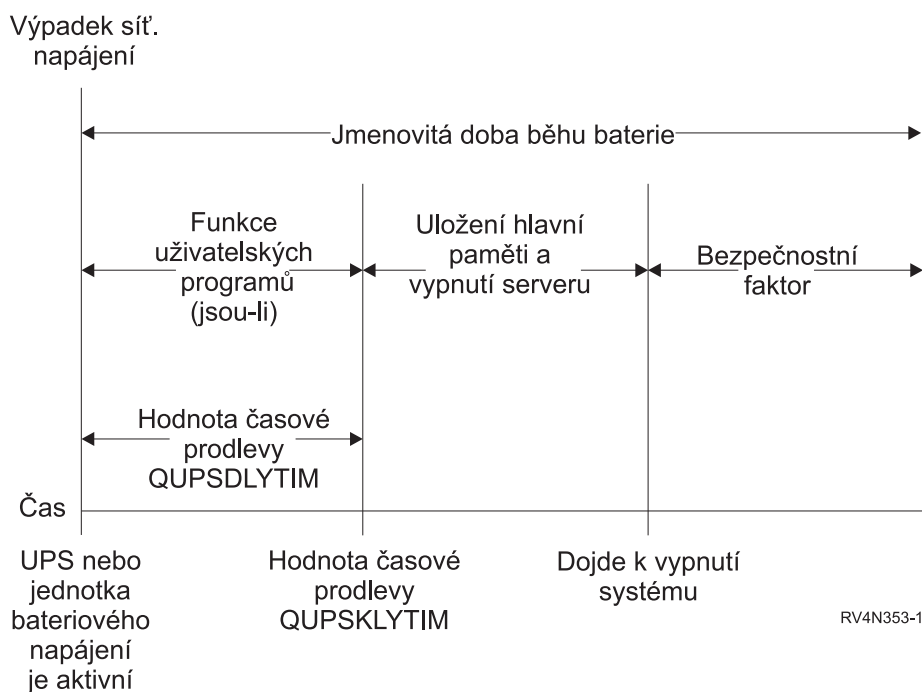 Výpadek síť.
napájení
Jmenovitá doba běhu baterie
Funkce
uživatelských
programů
(jsou-li)
Uložení hlavní
paměti a
vypnutí serveru
Bezpečnostní
faktor
Hodnota časové
prodlevy
QUPSDLYTIM
Čas
UPS nebo
jednotka
bateriového
napájení
je aktivní
Hodnota časové
prodlevy
QUPSKLYTIM
Dojde k vypnutí
systému
RV4N353-1